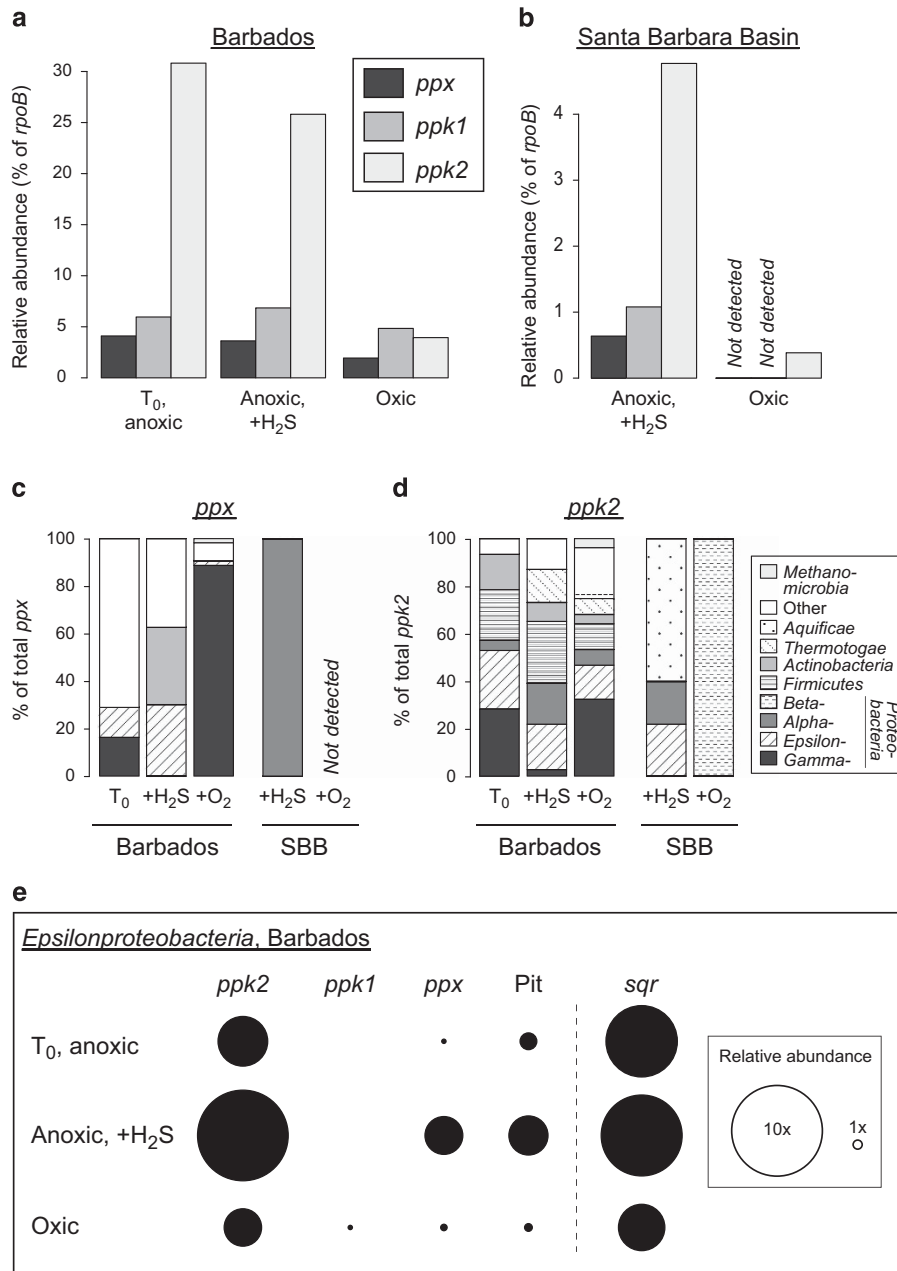 a
Barbados
Relative abundance (% of rpoB)
30
25
20
15
10
5
0
T0,
anoxic
Anoxic,
+H2S
Oxic
ppx
ppk1
ppk2
b
Santa Barbara Basin
Relative abundance (% of rpoB)
4
3
2
1
0
Not detected
Not detected
Anoxic,
+H2S
Oxic
c
ppx
% of total ppx
100
80
60
40
20
0
Not detected
T0 +H2S +O2
+H2S +O2
Barbados
SBB
d
ppk2
% of total ppk2
100
80
60
40
20
0
T0 +H2S +O2
+H2S +O2
Barbados
SBB
Methano-
microbia
Other
Aquificae
Thermotogae
Actinobacteria
Firmicutes
Beta-
Alpha-
Epsilon-
Gamma-
Proteo-
bacteria
e
Epsilonproteobacteria, Barbados
ppk2 ppk1 ppx Pit sqr
T0, anoxic
Anoxic, +H2S
Oxic
Relative abundance
10x
1x